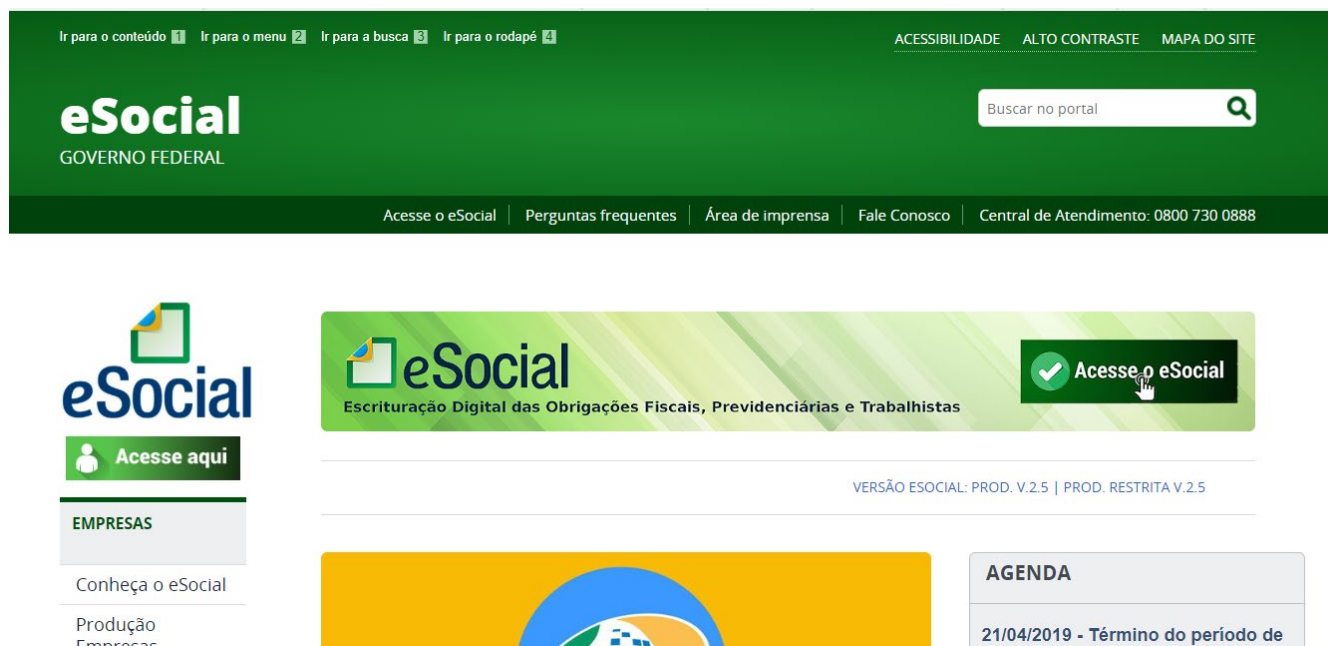 Ir para o conteúdo 1 Ir para o menu 2 Ir para a busca 3 Ir para o rodapé 4
ACESSIBILIDADE ALTO CONTRASTE MAPA DO SITE
eSocial
GOVERNO FEDERAL
Buscar no portal
Acesse o eSocial Perguntas frequentes Área de imprensa Fale Conosco Central de Atendimento: 0800 730 0888
eSocial
Acesse aqui
EMPRESAS
Conheça o eSocial
Produção
Empresas
eSocial
Escrituração Digital das Obrigações Fiscais, Previdenciárias e Trabalhistas
Acesse o eSocial
VERSÃO ESOCIAL: PROD. V.2.5 | PROD. RESTRITA V.2.5
AGENDA
21/04/2019 - Término do período de